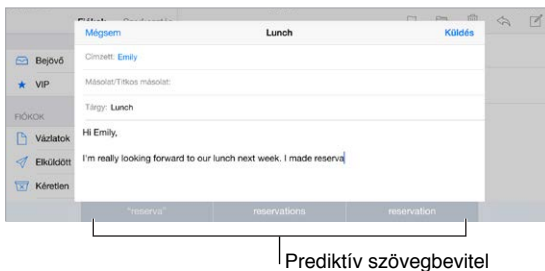 Fiókok Szerkesztés
Mégsem Lunch Küldés
Címzett: Emily
Bejövő
Másolat/Titkos másolat:
VIP
Tárgy: Lunch
FIÓKOK
Hi Emily,
Vázlatok
I'm really looking forward to our lunch next week. I made reserva
Elküldött
Kéretlen
"reserva" reservations reservation
Prediktív szövegbevitel